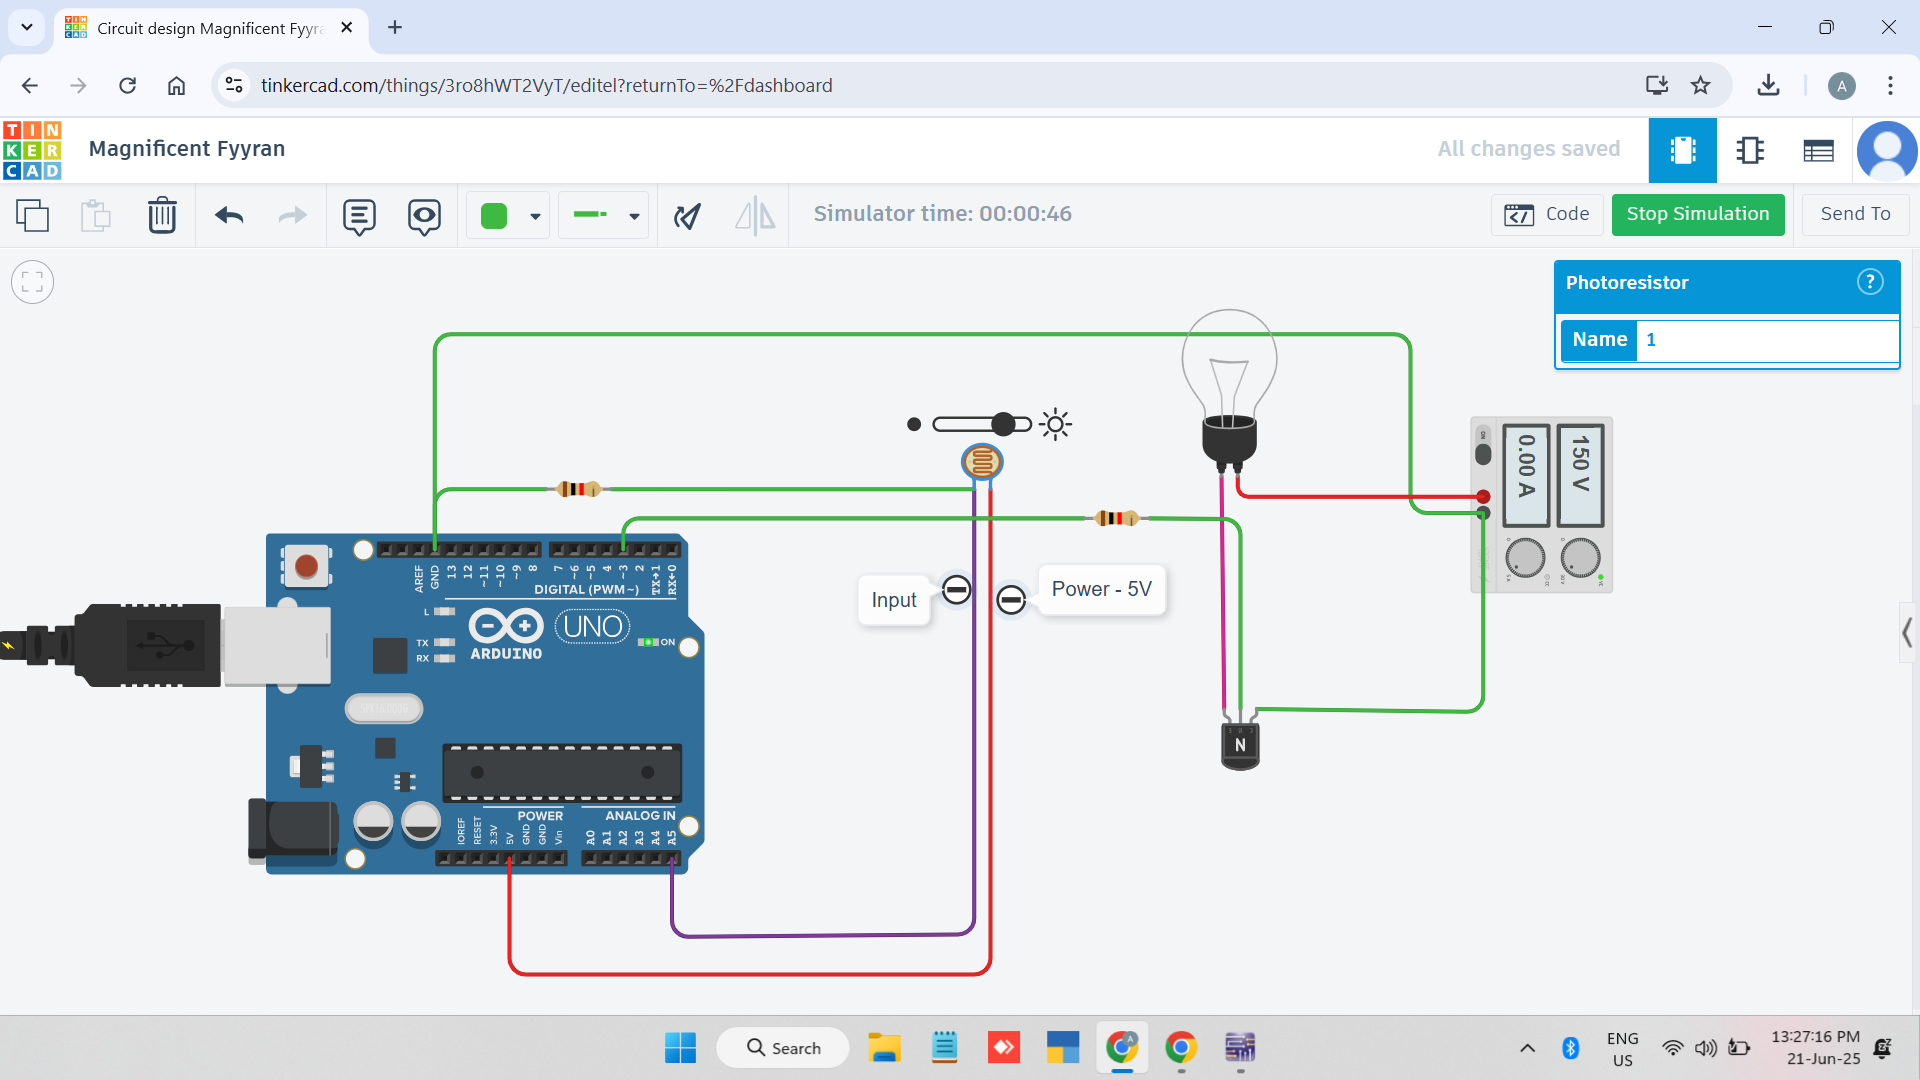 Circuit design Magnificent Fyyra
tinkercad.com/things/3ro8hWT2VyT/editel?returnTo=%2Fdashboard
A
TIN
KER
CAD
Magnificent Fyyran
All changes saved
Simulator time: 00:00:46
Code
Stop Simulation
Send To
Photoresistor
?
Name 1
150 V
0.00 A
AREF
GND
13
12
~11
~10
~9
8
7
~6
~5
4
~3
2
TX→1
RX←0
DIGITAL (PWM~)
L
TX
RX
UNO
ARDUINO
ON
Input
Power - 5V
N
POWER
ANALOG IN
IOREF
RESET
3.3V
5V
GND
GND
Vin
A0
A1
A2
A3
A4
A5
Search
ENG
US
13:27:16 PM
21-Jun-25